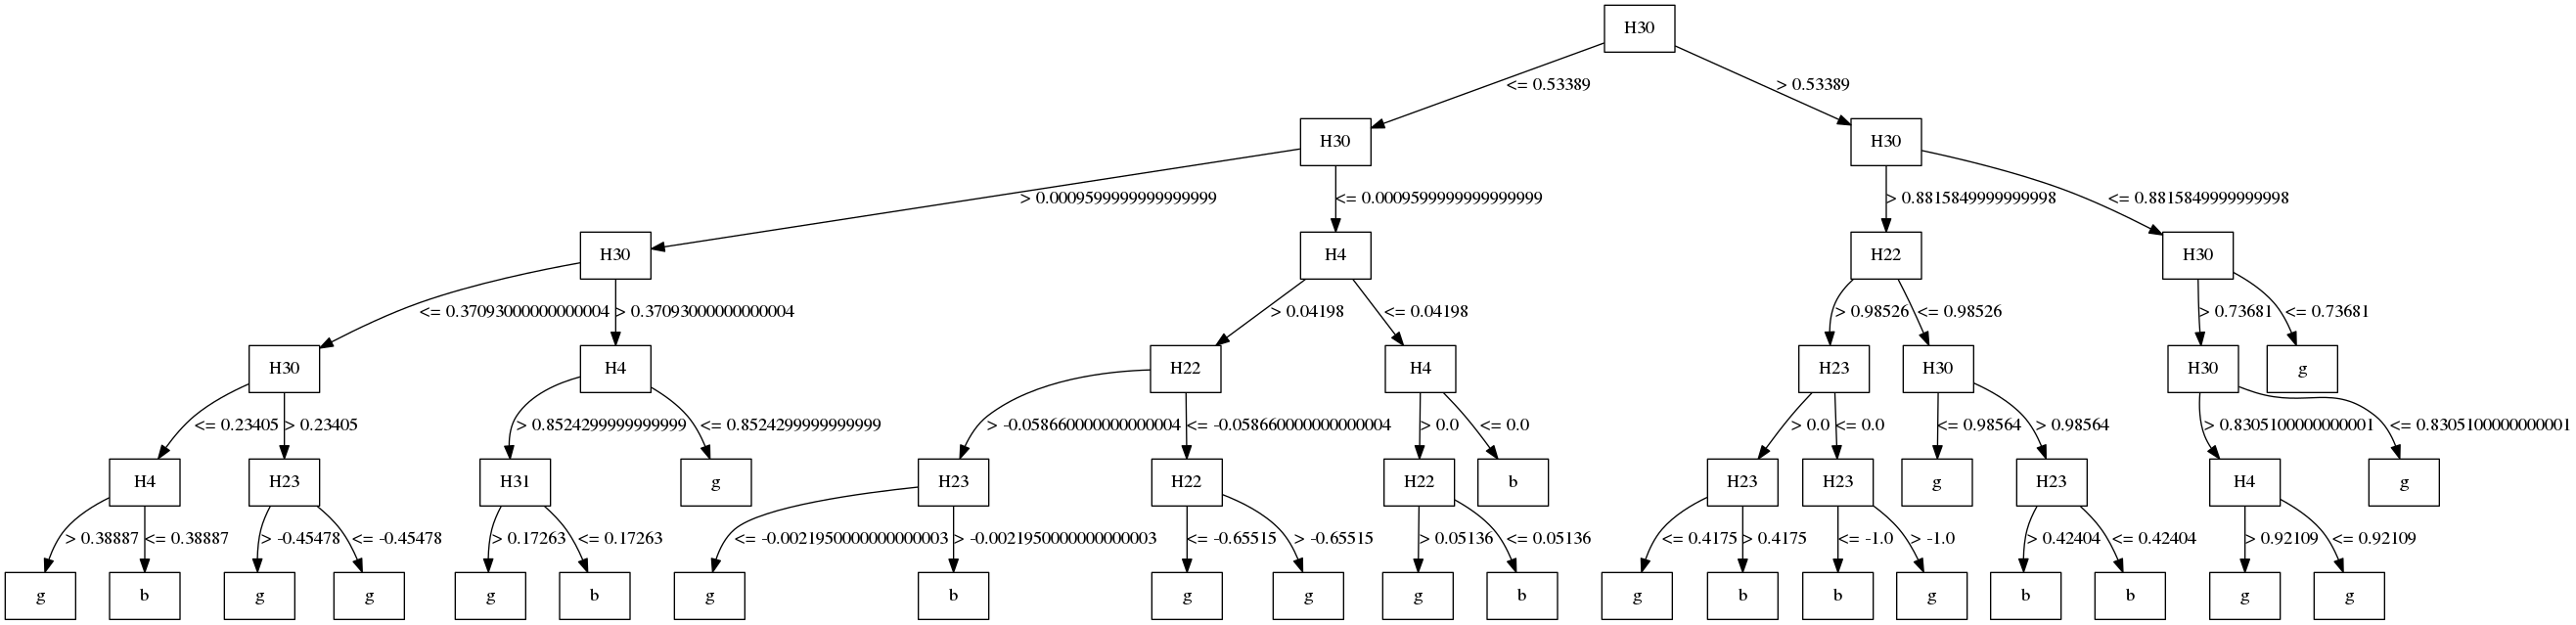 H30
<= 0.53389
> 0.53389
H30
H30
> 0.0009599999999999999
<= 0.0009599999999999999
> 0.8815849999999998
<= 0.8815849999999998
H30
H4
H22
H30
<= 0.37093000000000004
> 0.37093000000000004
> 0.04198
<= 0.04198
> 0.98526
<= 0.98526
> 0.73681
<= 0.73681
H30
H4
H22
H4
H23
H30
H30
g
<= 0.23405
> 0.23405
> 0.8524299999999999
<= 0.8524299999999999
> -0.058660000000000004
<= -0.058660000000000004
> 0.0
<= 0.0
> 0.0
<= 0.0
<= 0.98564
> 0.98564
> 0.8305100000000001
<= 0.8305100000000001
H4
H23
H31
g
H23
H22
H22
b
H23
H23
g
H23
H4
g
> 0.38887
<= 0.38887
> -0.45478
<= -0.45478
> 0.17263
<= 0.17263
<= -0.0021950000000000003
> -0.0021950000000000003
<= -0.65515
> -0.65515
> 0.05136
<= 0.05136
<= 0.4175
> 0.4175
<= -1.0
> -1.0
> 0.42404
<= 0.42404
> 0.92109
<= 0.92109
g
b
g
g
g
b
g
b
g
g
g
b
g
b
b
g
b
b
g
g